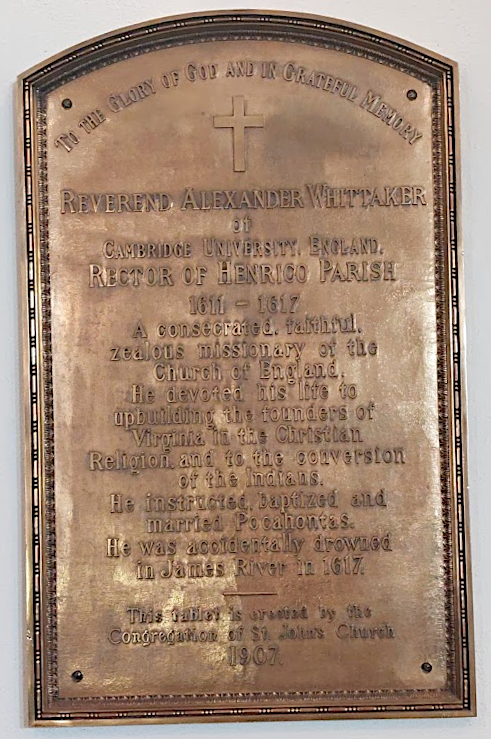 To the Glory of God and in Grateful Memory
Reverend Alexander Whittaker
of
Cambridge University, England,
Rector of Henrico Parish
1611 - 1617
A consecrated, faithful,
zealous missionary of the
Church of England.
He devoted his life to
upbuilding the founders of
Virginia in the Christian
Religion, and to the conversion
of the Indians.
He instructed, baptized and
married Pocahontas.
He was accidentally drowned
in James River in 1617.
This tablet is erected by the
Congregation of St. John's Church
1907.